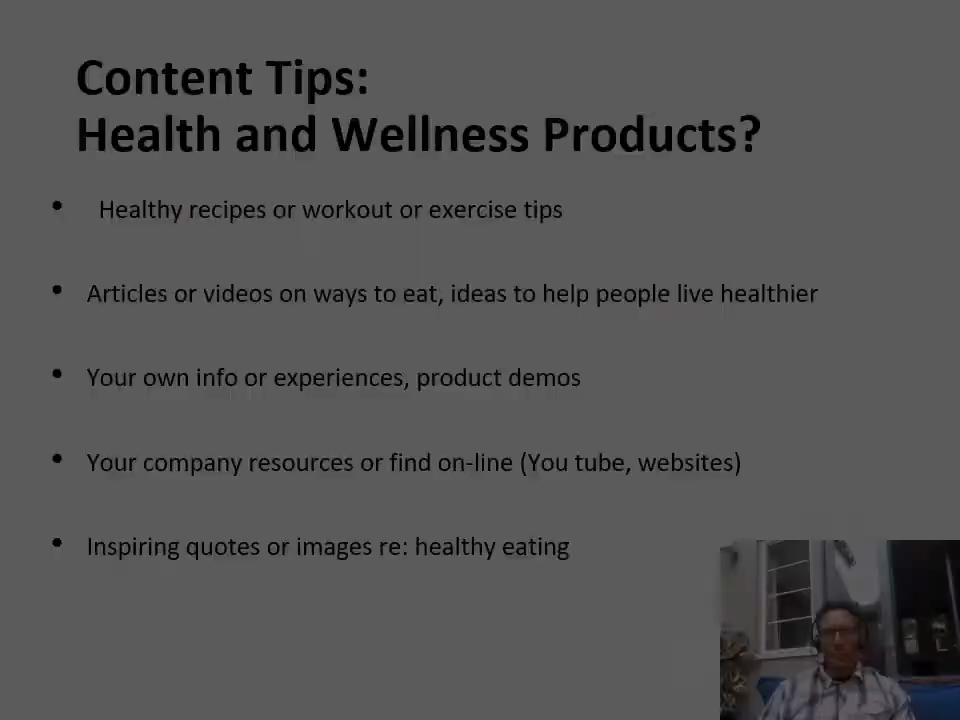 Content Tips:
Health and Wellness Products?
• Healthy recipes or workout or exercise tips
• Articles or videos on ways to eat, ideas to help people live healthier
• Your own info or experiences, product demos
• Your company resources or find on-line (You tube, websites)
• Inspiring quotes or images re: healthy eating